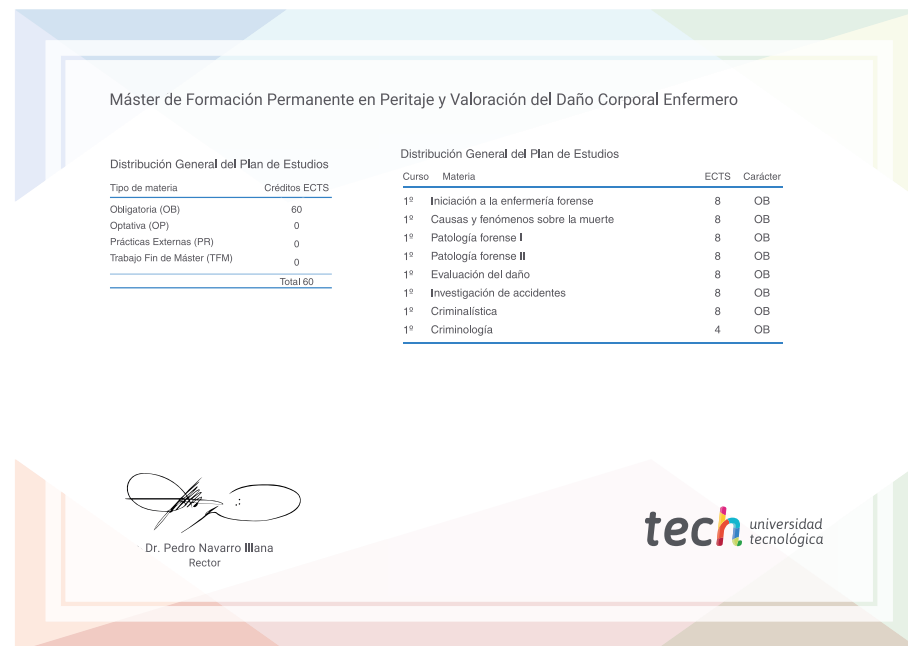 Máster de Formación Permanente en Peritaje y Valoración del Daño Corporal Enfermero
Distribución General del Plan de Estudios
Tipo de materia Créditos ECTS
Obligatoria (OB) 60
Optativa (OP) 0
Prácticas Externas (PR) 0
Trabajo Fin de Máster (TFM) 0
Total 60
Distribución General del Plan de Estudios
Curso Materia ECTS Carácter
1º Iniciación a la enfermería forense 8 OB
1º Causas y fenómenos sobre la muerte 8 OB
1º Patología forense I 8 OB
1º Patología forense II 8 OB
1º Evaluación del daño 8 OB
1º Investigación de accidentes 8 OB
1º Criminalística 8 OB
1º Criminología 4 OB
Dr. Pedro Navarro Illana
Rector
tech universidad
tecnológica